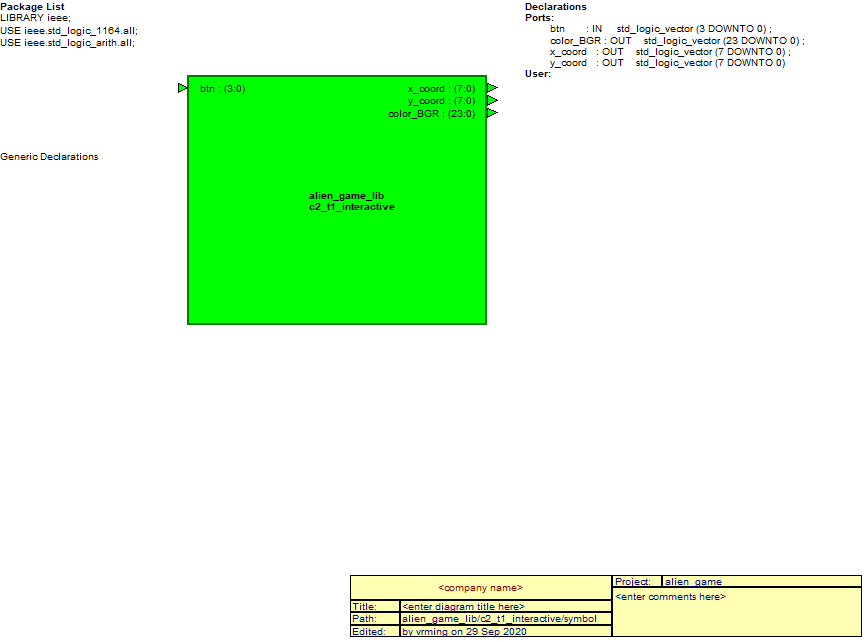 Package List
LIBRARY ieee;
USE ieee.std_logic_1164.all;
USE ieee.std_logic_arith.all;
Declarations
Ports:
btn : IN std_logic_vector (3 DOWNTO 0) ;
color_BGR : OUT std_logic_vector (23 DOWNTO 0) ;
x_coord : OUT std_logic_vector (7 DOWNTO 0) ;
y_coord : OUT std_logic_vector (7 DOWNTO 0)
User:
btn : (3:0)
x_coord : (7:0)
y_coord : (7:0)
color_BGR : (23:0)
Generic Declarations
alien_game_lib
c2_t1_interactive
<company name>
Title: <enter diagram title here>
Path: alien_game_lib/c2_t1_interactive/symbol
Edited: by vrming on 29 Sep 2020
Project: alien_game
<enter comments here>